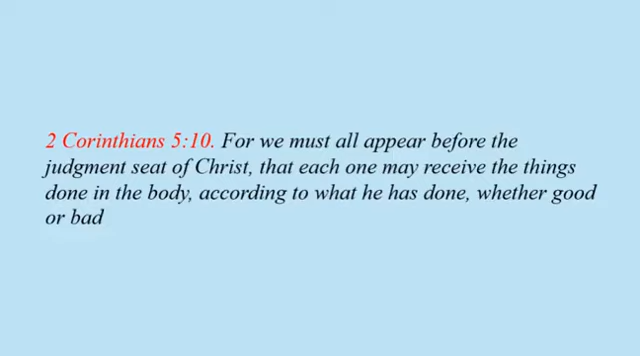 2 Corinthians 5:10. For we must all appear before the
judgment seat of Christ, that each one may receive the things
done in the body, according to what he has done, whether good
or bad